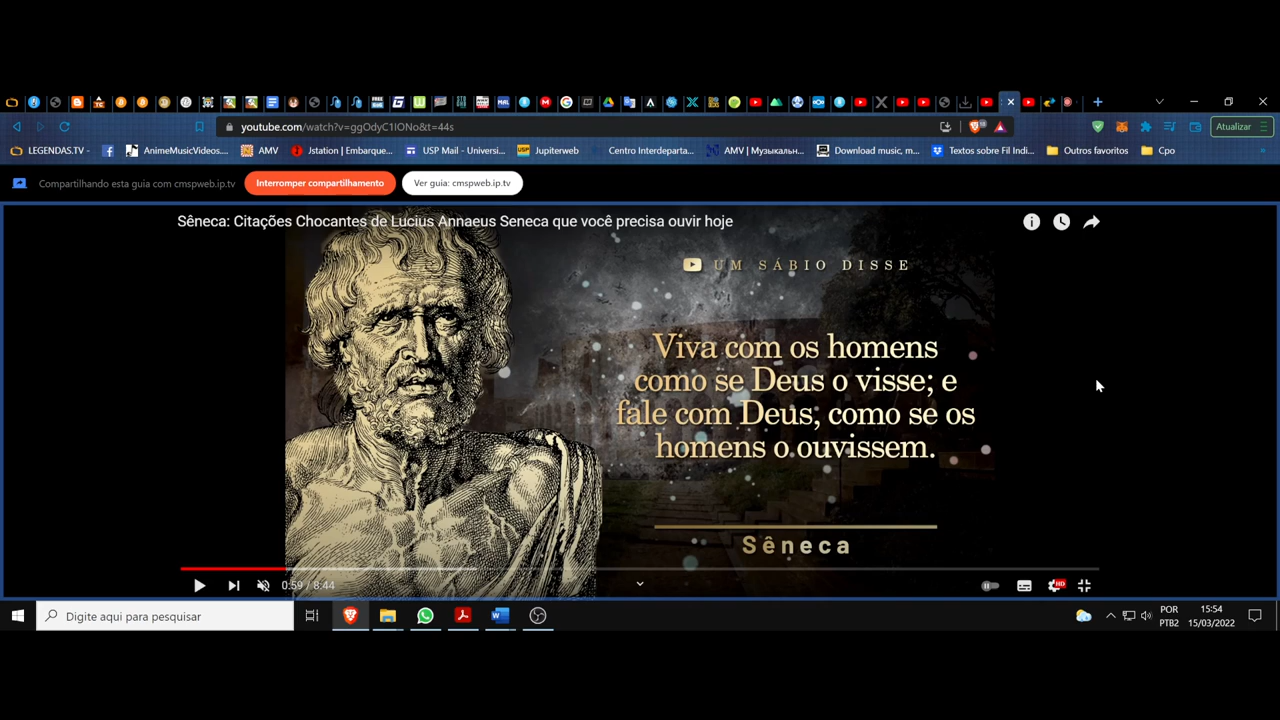 youtube.com/watch?v=ggOdyC1IONo&t=44s
Atualizar
LEGENDAS.TV -
AnimeMusicVideos....
AMV
Jstation | Embarque...
USP Mail - Universi...
Jupiterweb
Centro Interdeparta...
AMV | Музыкальн...
Download music, m...
Textos sobre Fil Indi...
Outros favoritos
Cpo
Compartilhando esta guia com cmspweb.ip.tv
Interromper compartilhamento
Ver guia: cmspweb.ip.tv
Sêneca: Citações Chocantes de Lucius Annaeus Seneca que você precisa ouvir hoje
UM SÁBIO DISSE
Viva com os homens
como se Deus o visse; e
fale com Deus, como se os
homens o ouvissem.
Sêneca
0:59 / 8:44
HD
Digite aqui para pesquisar
POR
PTB2
15:54
15/03/2022